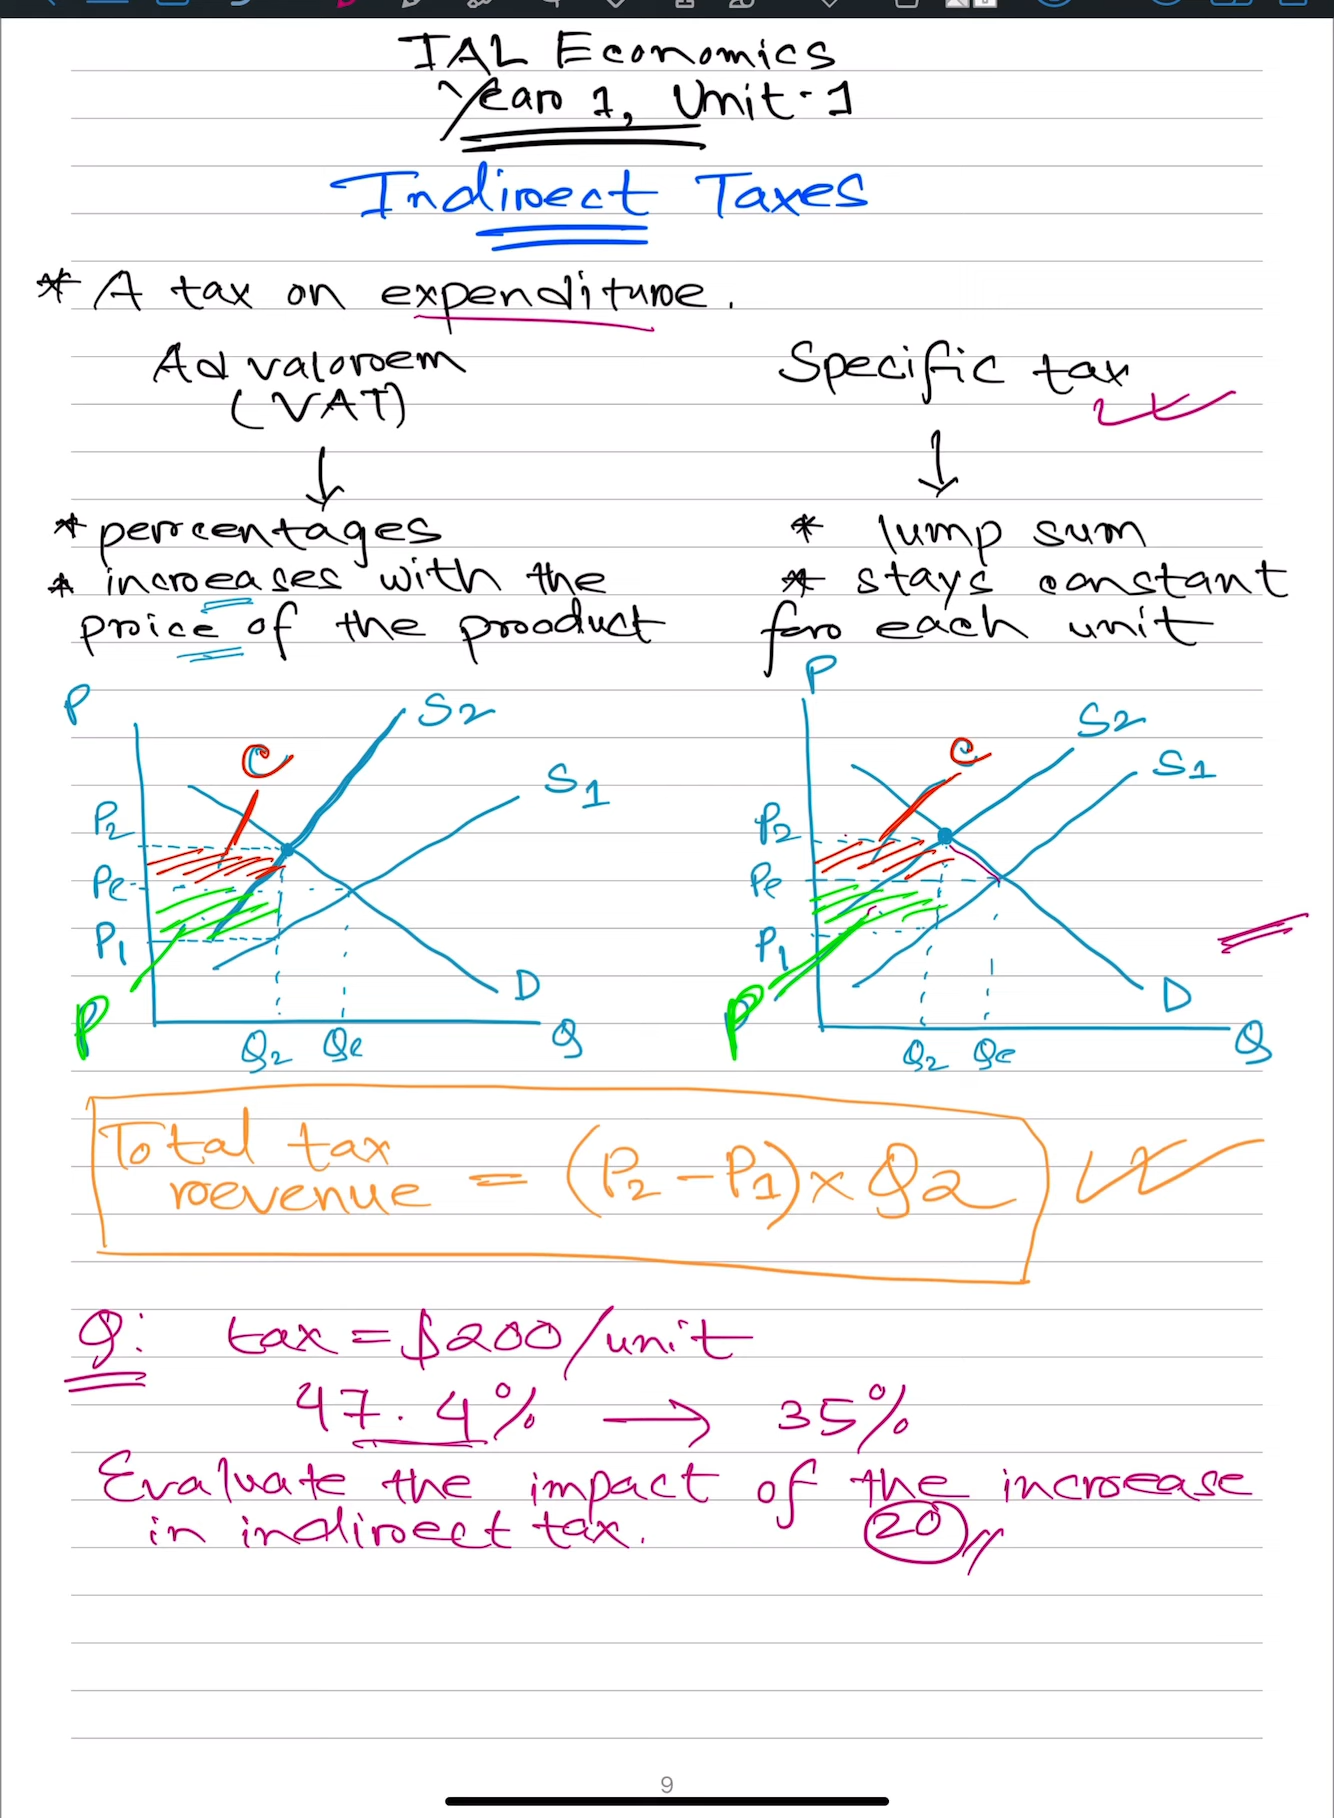 IAL Economics
Year 1, Unit-1
Indirect Taxes
* A tax on expenditure.
Ad valorem
(VAT)
* percentages
* increases with the
price of the product
Specific tax
* lump sum
* stays constant
for each unit
P
S2
C
S1
P2
Pe
P1
P
D
Q2 Qe
Q
P
S2
C
S1
P2
Pe
P1
P
D
Q2 Qe
Q
Total tax
revenue = (P2 - P1) x Q2
Q: tax = $200/unit
47.4% → 35%
Evaluate the impact of the increase
in indirect tax. 20
9